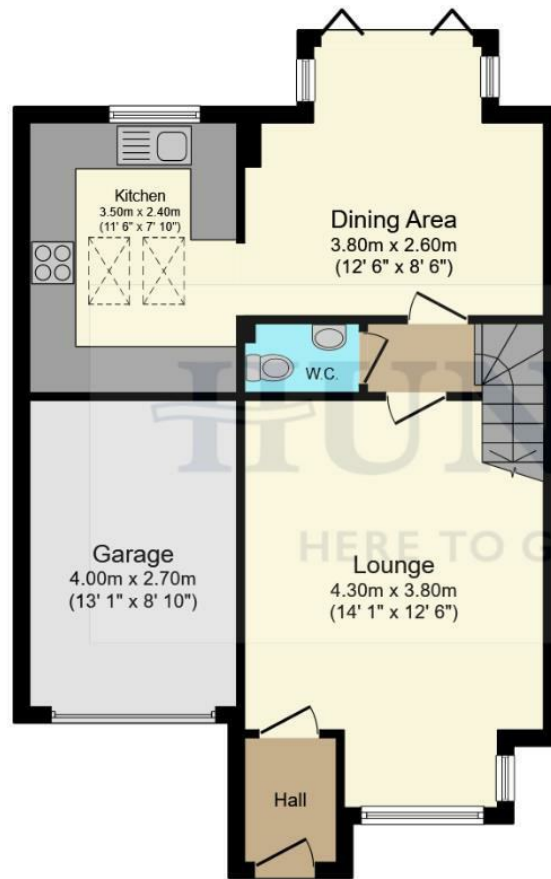 Kitchen
3.50m x 2.40m
(11' 6" x 7' 10")
Dining Area
3.80m x 2.60m
(12' 6" x 8' 6")
W.C.
HUN
HERE TO G
Garage
4.00m x 2.70m
(13' 1" x 8' 10")
Lounge
4.30m x 3.80m
(14' 1" x 12' 6")
Hall